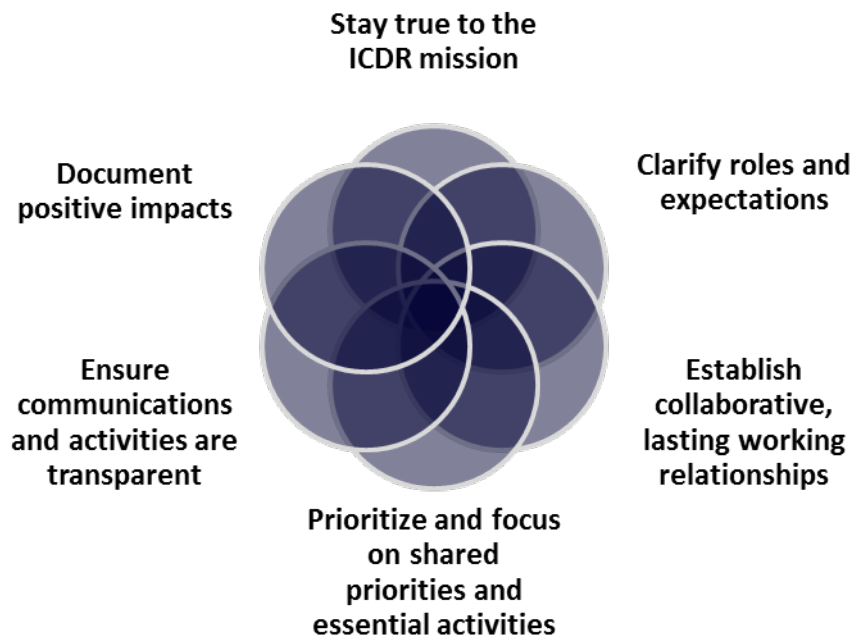 Stay true to the
ICDR mission
Clarify roles and
expectations
Establish
collaborative,
lasting working
relationships
Prioritize and focus
on shared
priorities and
essential activities
Ensure
communications
and activities are
transparent
Document
positive impacts